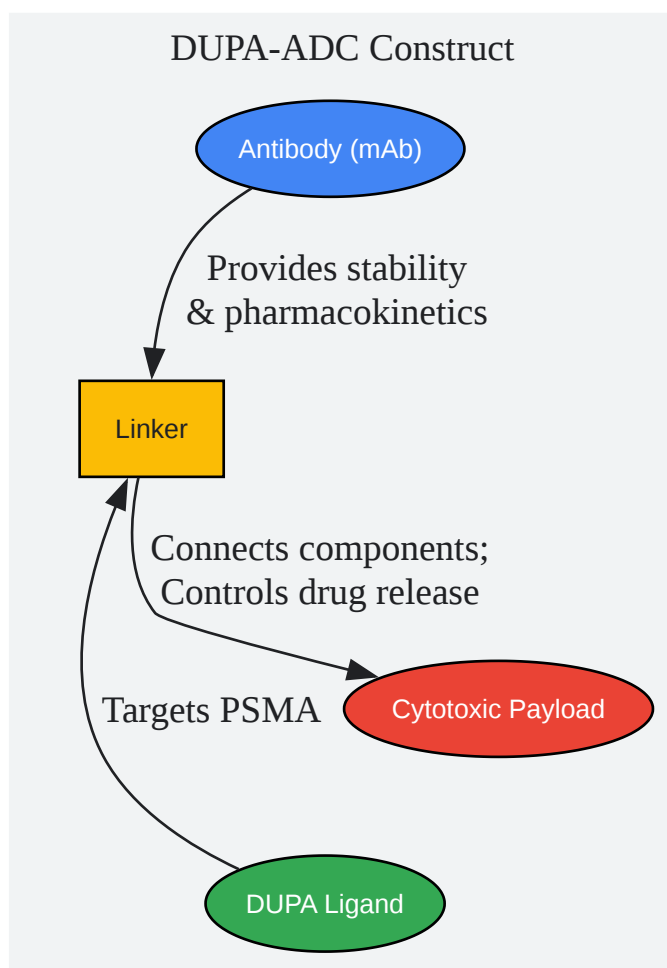 DUPA-ADC Construct
Antibody (mAb)
Provides stability
& pharmacokinetics
Linker
Connects components;
Controls drug release
Targets PSMA
Cytotoxic Payload
DUPA Ligand